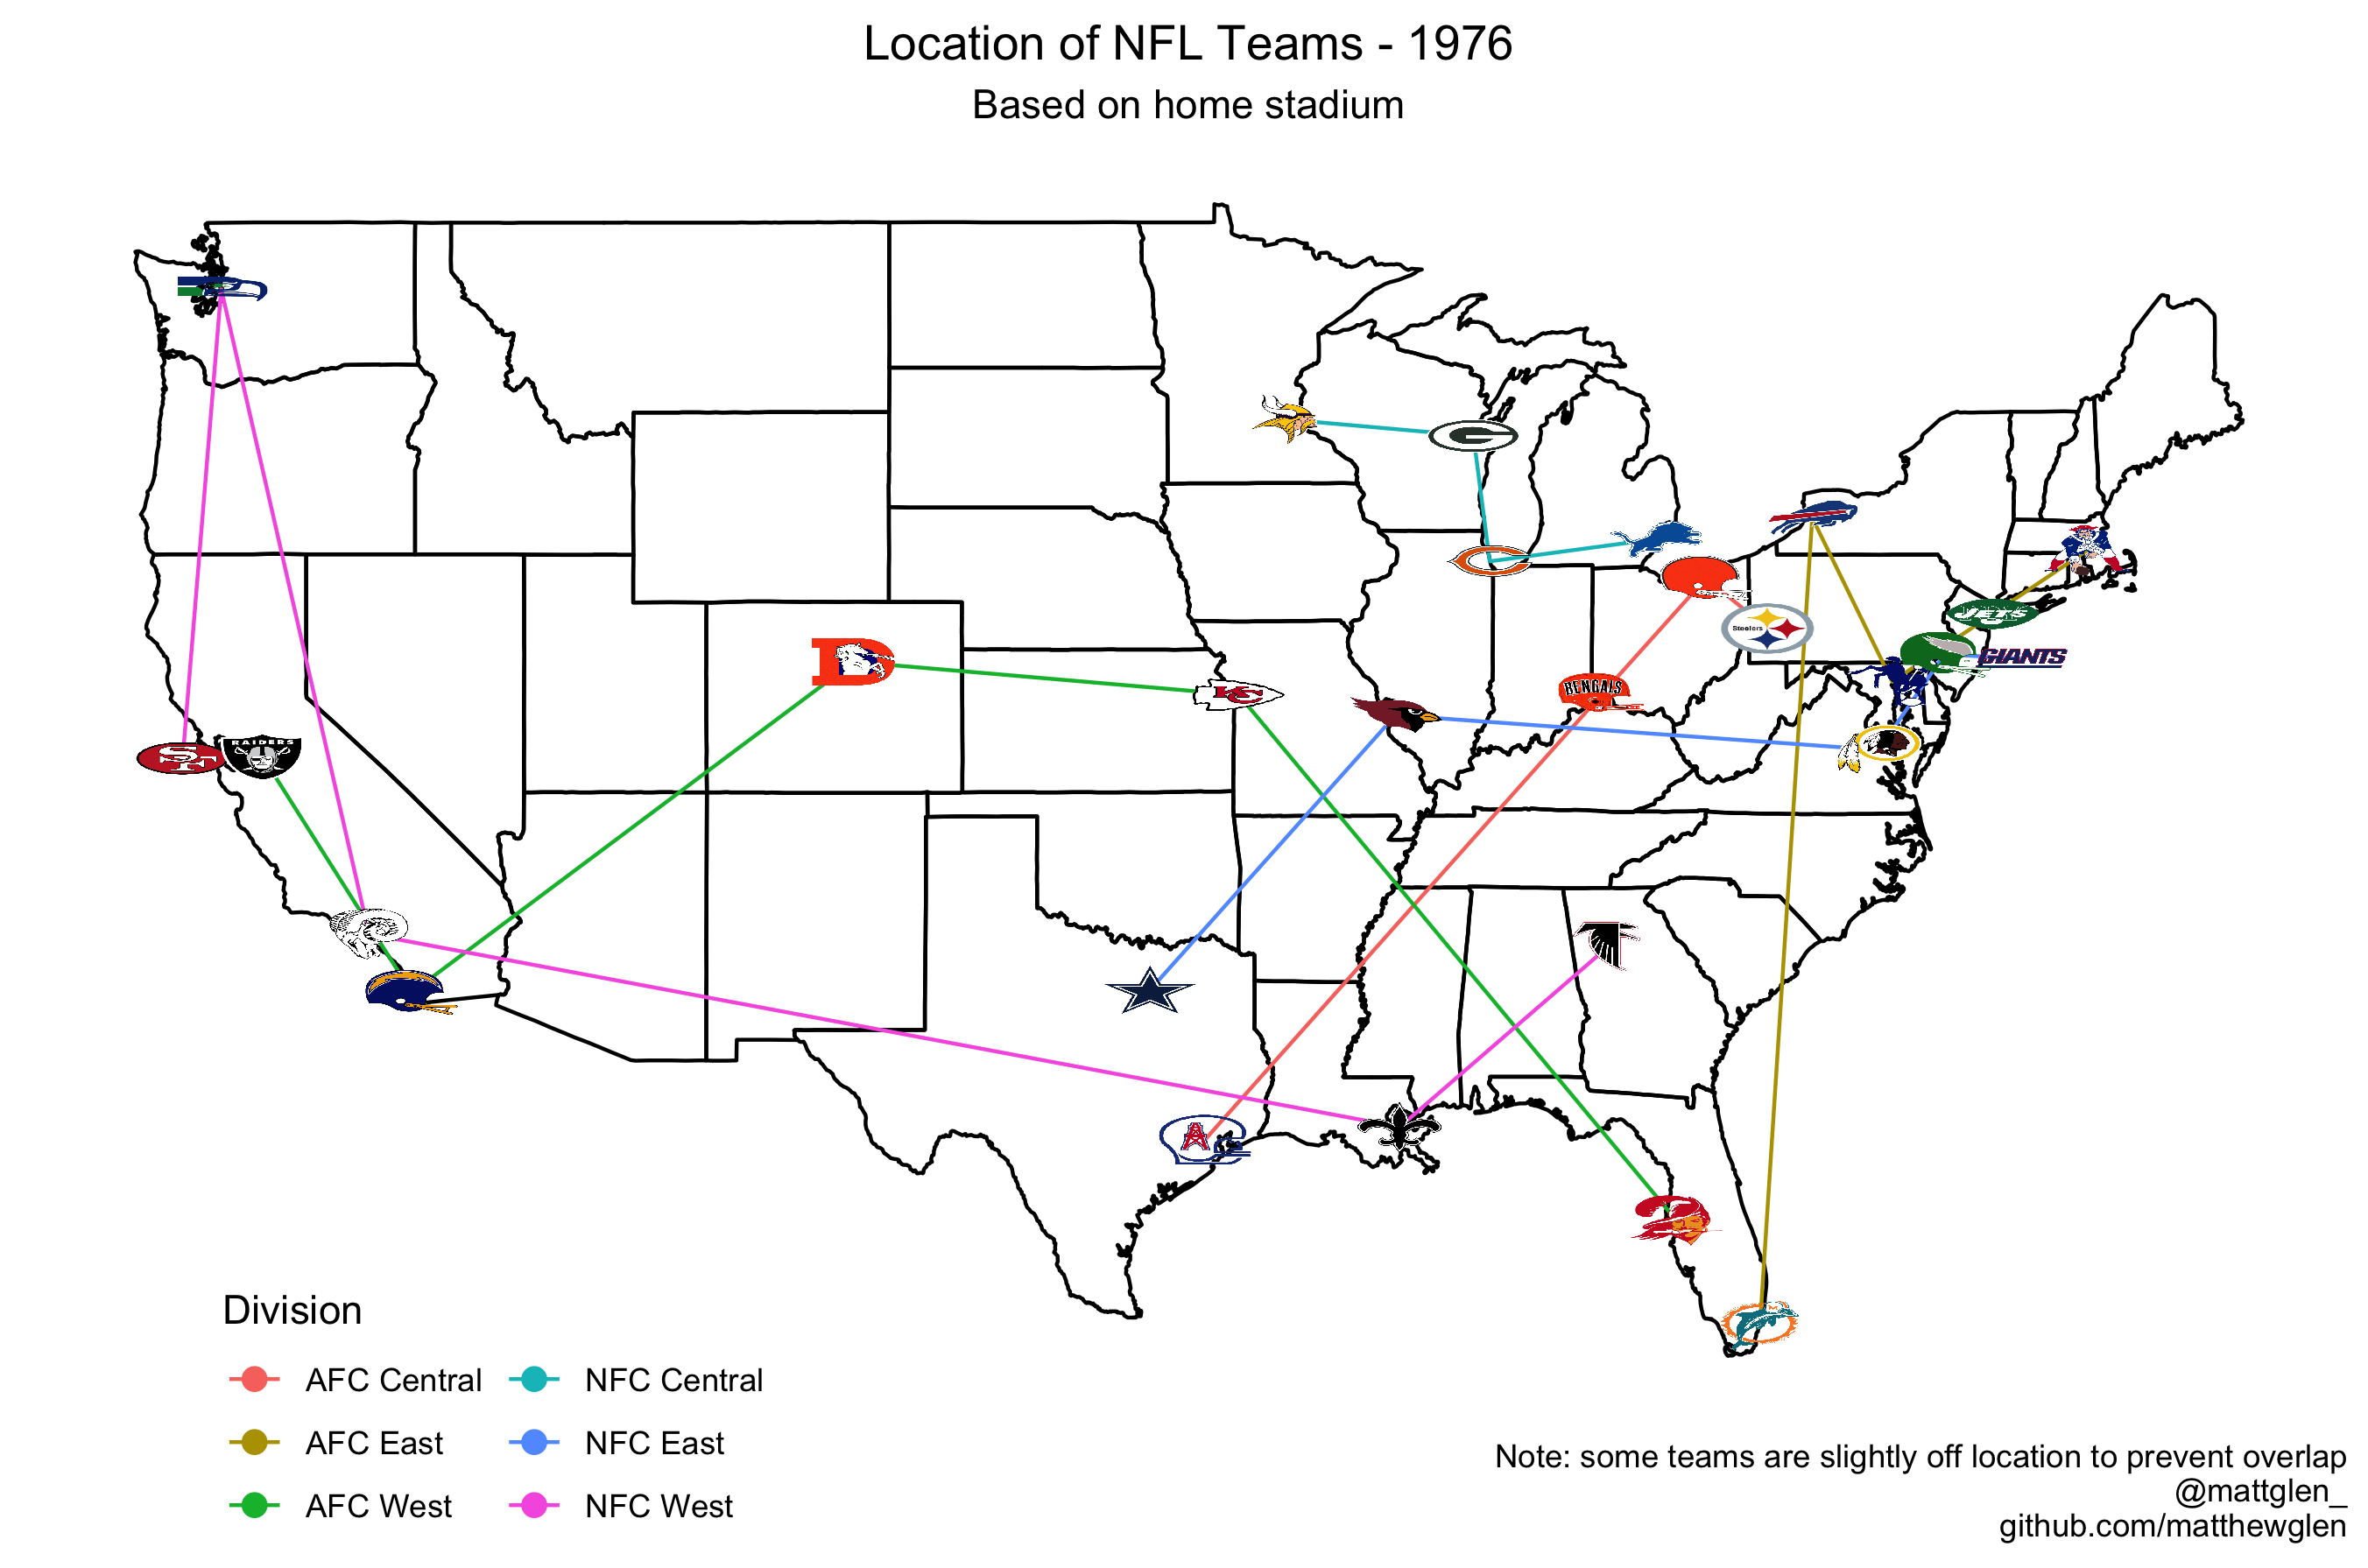 Location of NFL Teams - 1976
Based on home stadium
JETS
Steelers
GIANTS
KC
BENGALS
SF
RAIDERS
Division
AFC Central
NFC Central
AFC East
NFC East
AFC West
NFC West
Note: some teams are slightly off location to prevent overlap
@mattglen_
github.com/matthewglen